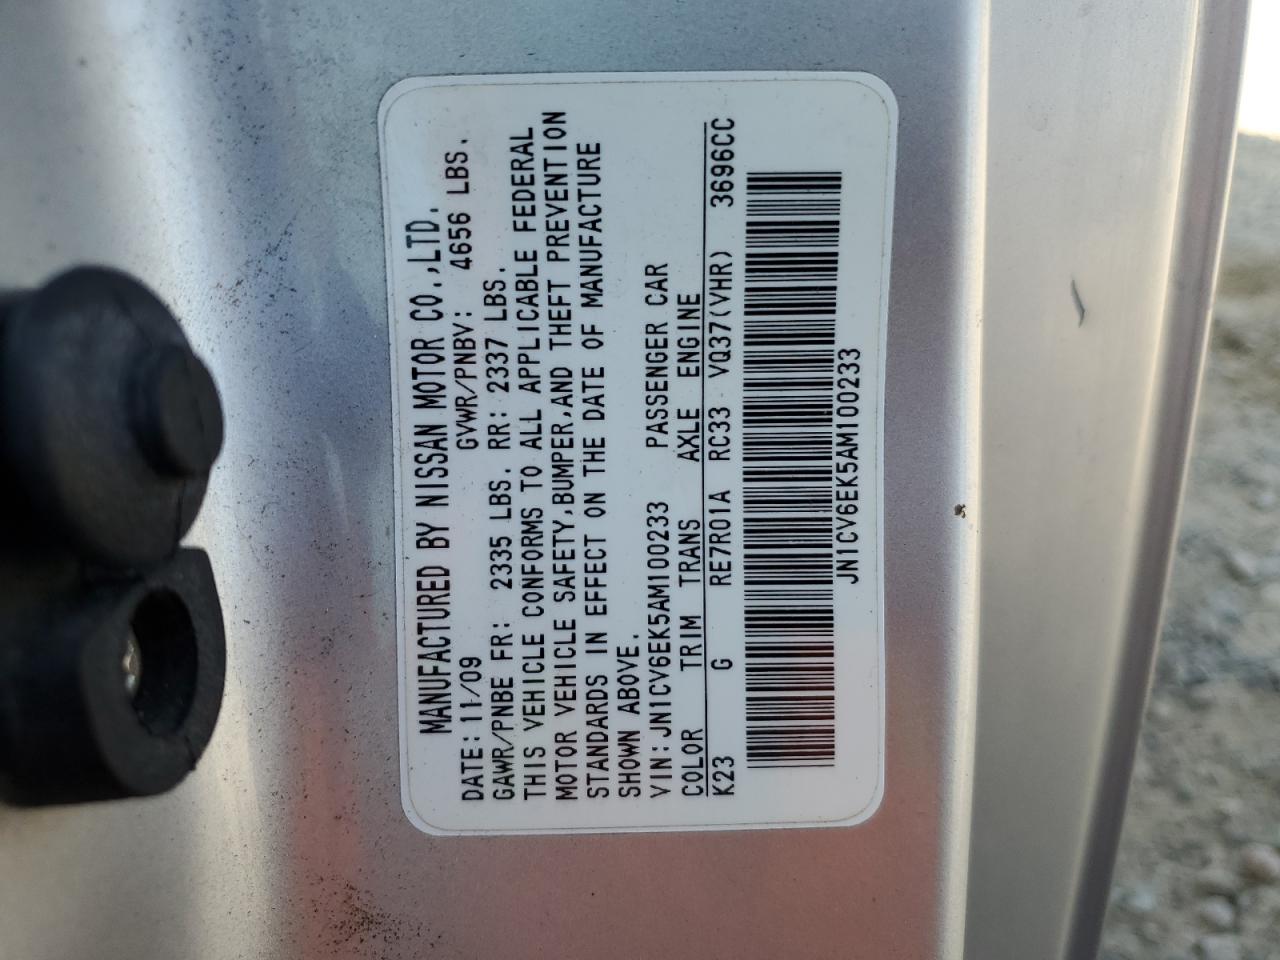 MANUFACTURED BY NISSAN MOTOR CO.,LTD.
DATE:11/09 GVWR/PNBV: 4656 LBS.
GAWR/PNBE FR: 2335 LBS. RR: 2337 LBS.
THIS VEHICLE CONFORMS TO ALL APPLICABLE FEDERAL
MOTOR VEHICLE SAFETY,BUMPER,AND THEFT PREVENTION
STANDARDS IN EFFECT ON THE DATE OF MANUFACTURE
SHOWN ABOVE.
VIN:JN1CV6EK5AM100233 PASSENGER CAR
COLOR TRIM TRANS AXLE ENGINE
K23 G RE7R01A RC33 VQ37(VHR) 3696CC
JN1CV6EK5AM100233